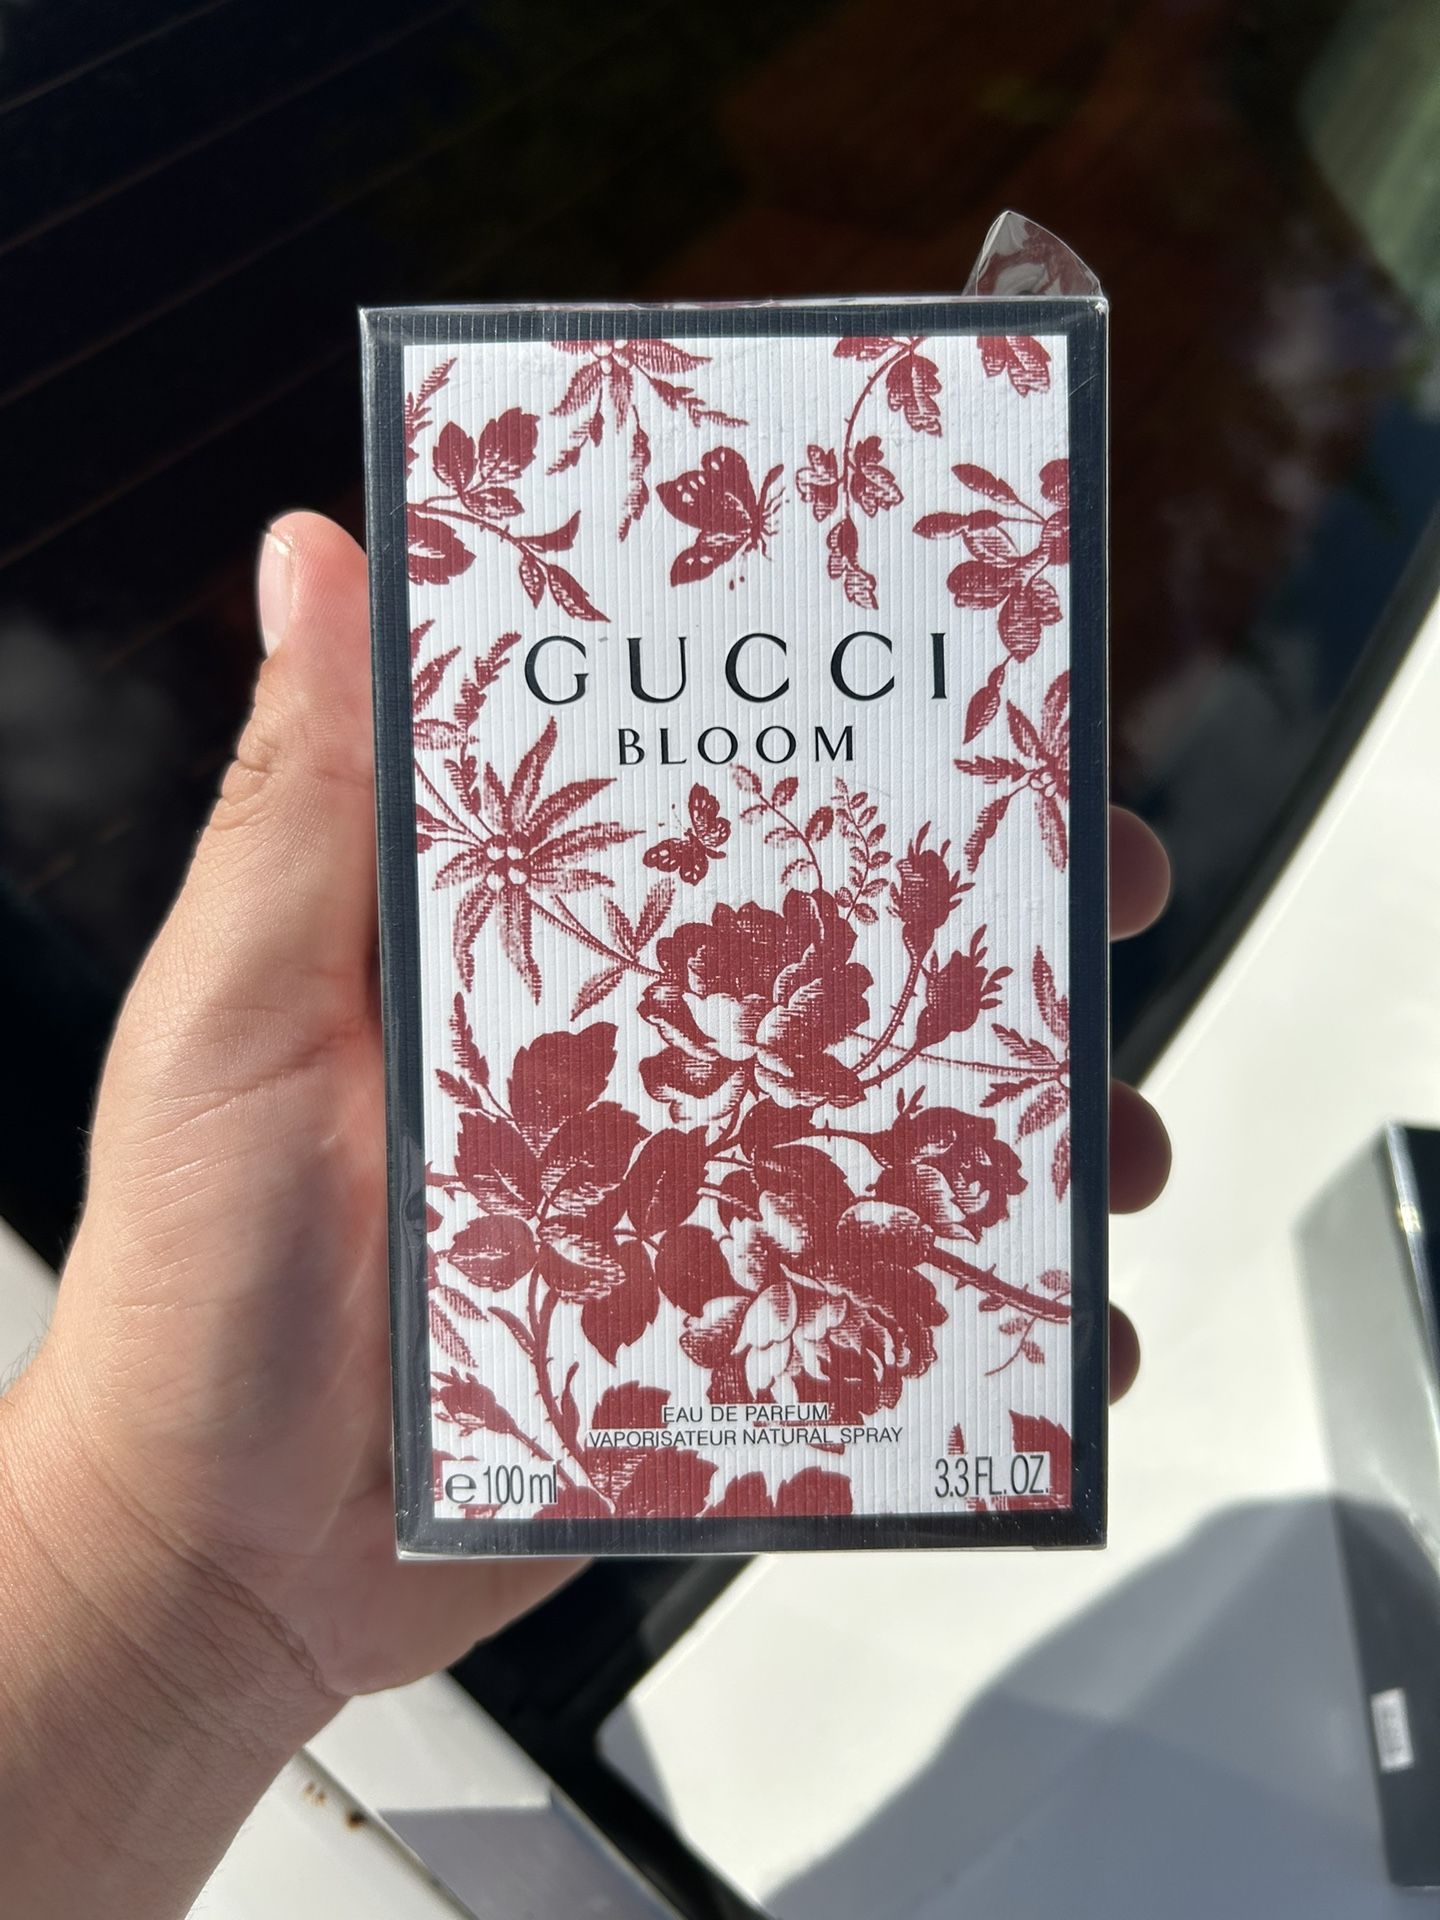 GUCCI
BLOOM
EAU DE PARFUM
VAPORISATEUR NATURAL SPRAY
e 100 ml
3.3 FL. OZ.